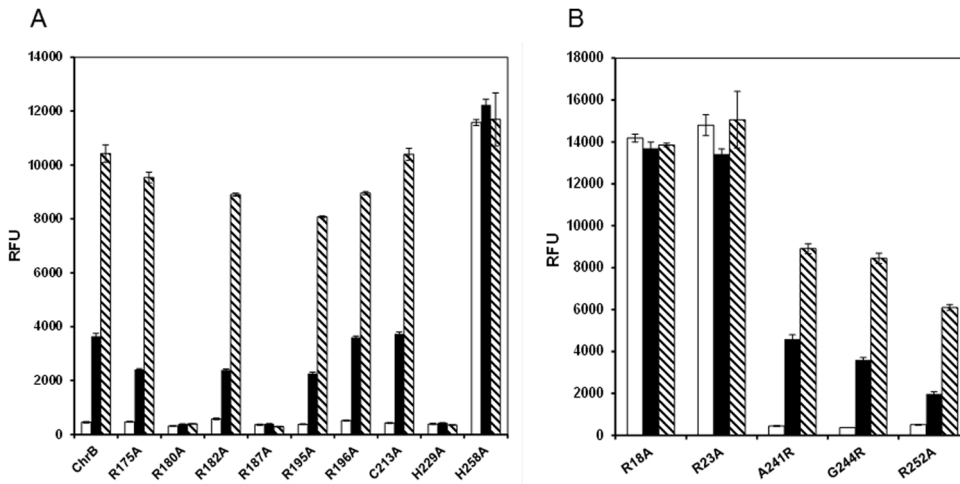 A
14000
12000
10000
8000
6000
4000
2000
0
RFU
ChrB
R175A
R180A
R182A
R187A
R195A
R196A
C213A
H229A
H258A
B
18000
16000
14000
12000
10000
8000
6000
4000
2000
0
RFU
R18A
R23A
A241R
G244R
R252A